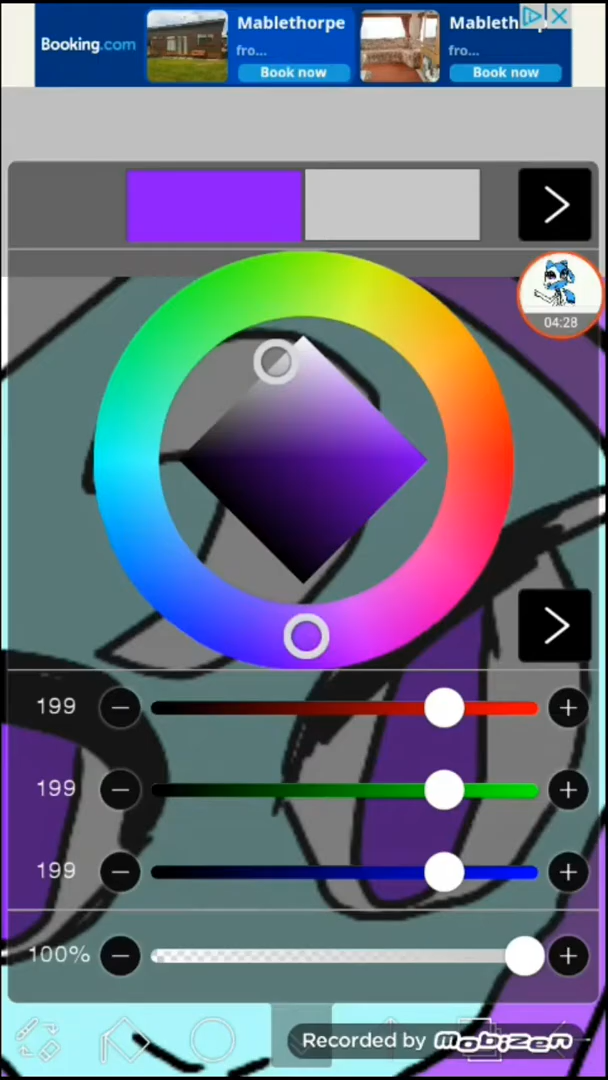 Booking.com
Mablethorpe
fro...
Book now
Mableth
fro...
Book now
04:28
199
199
199
100%
Recorded by mobizen